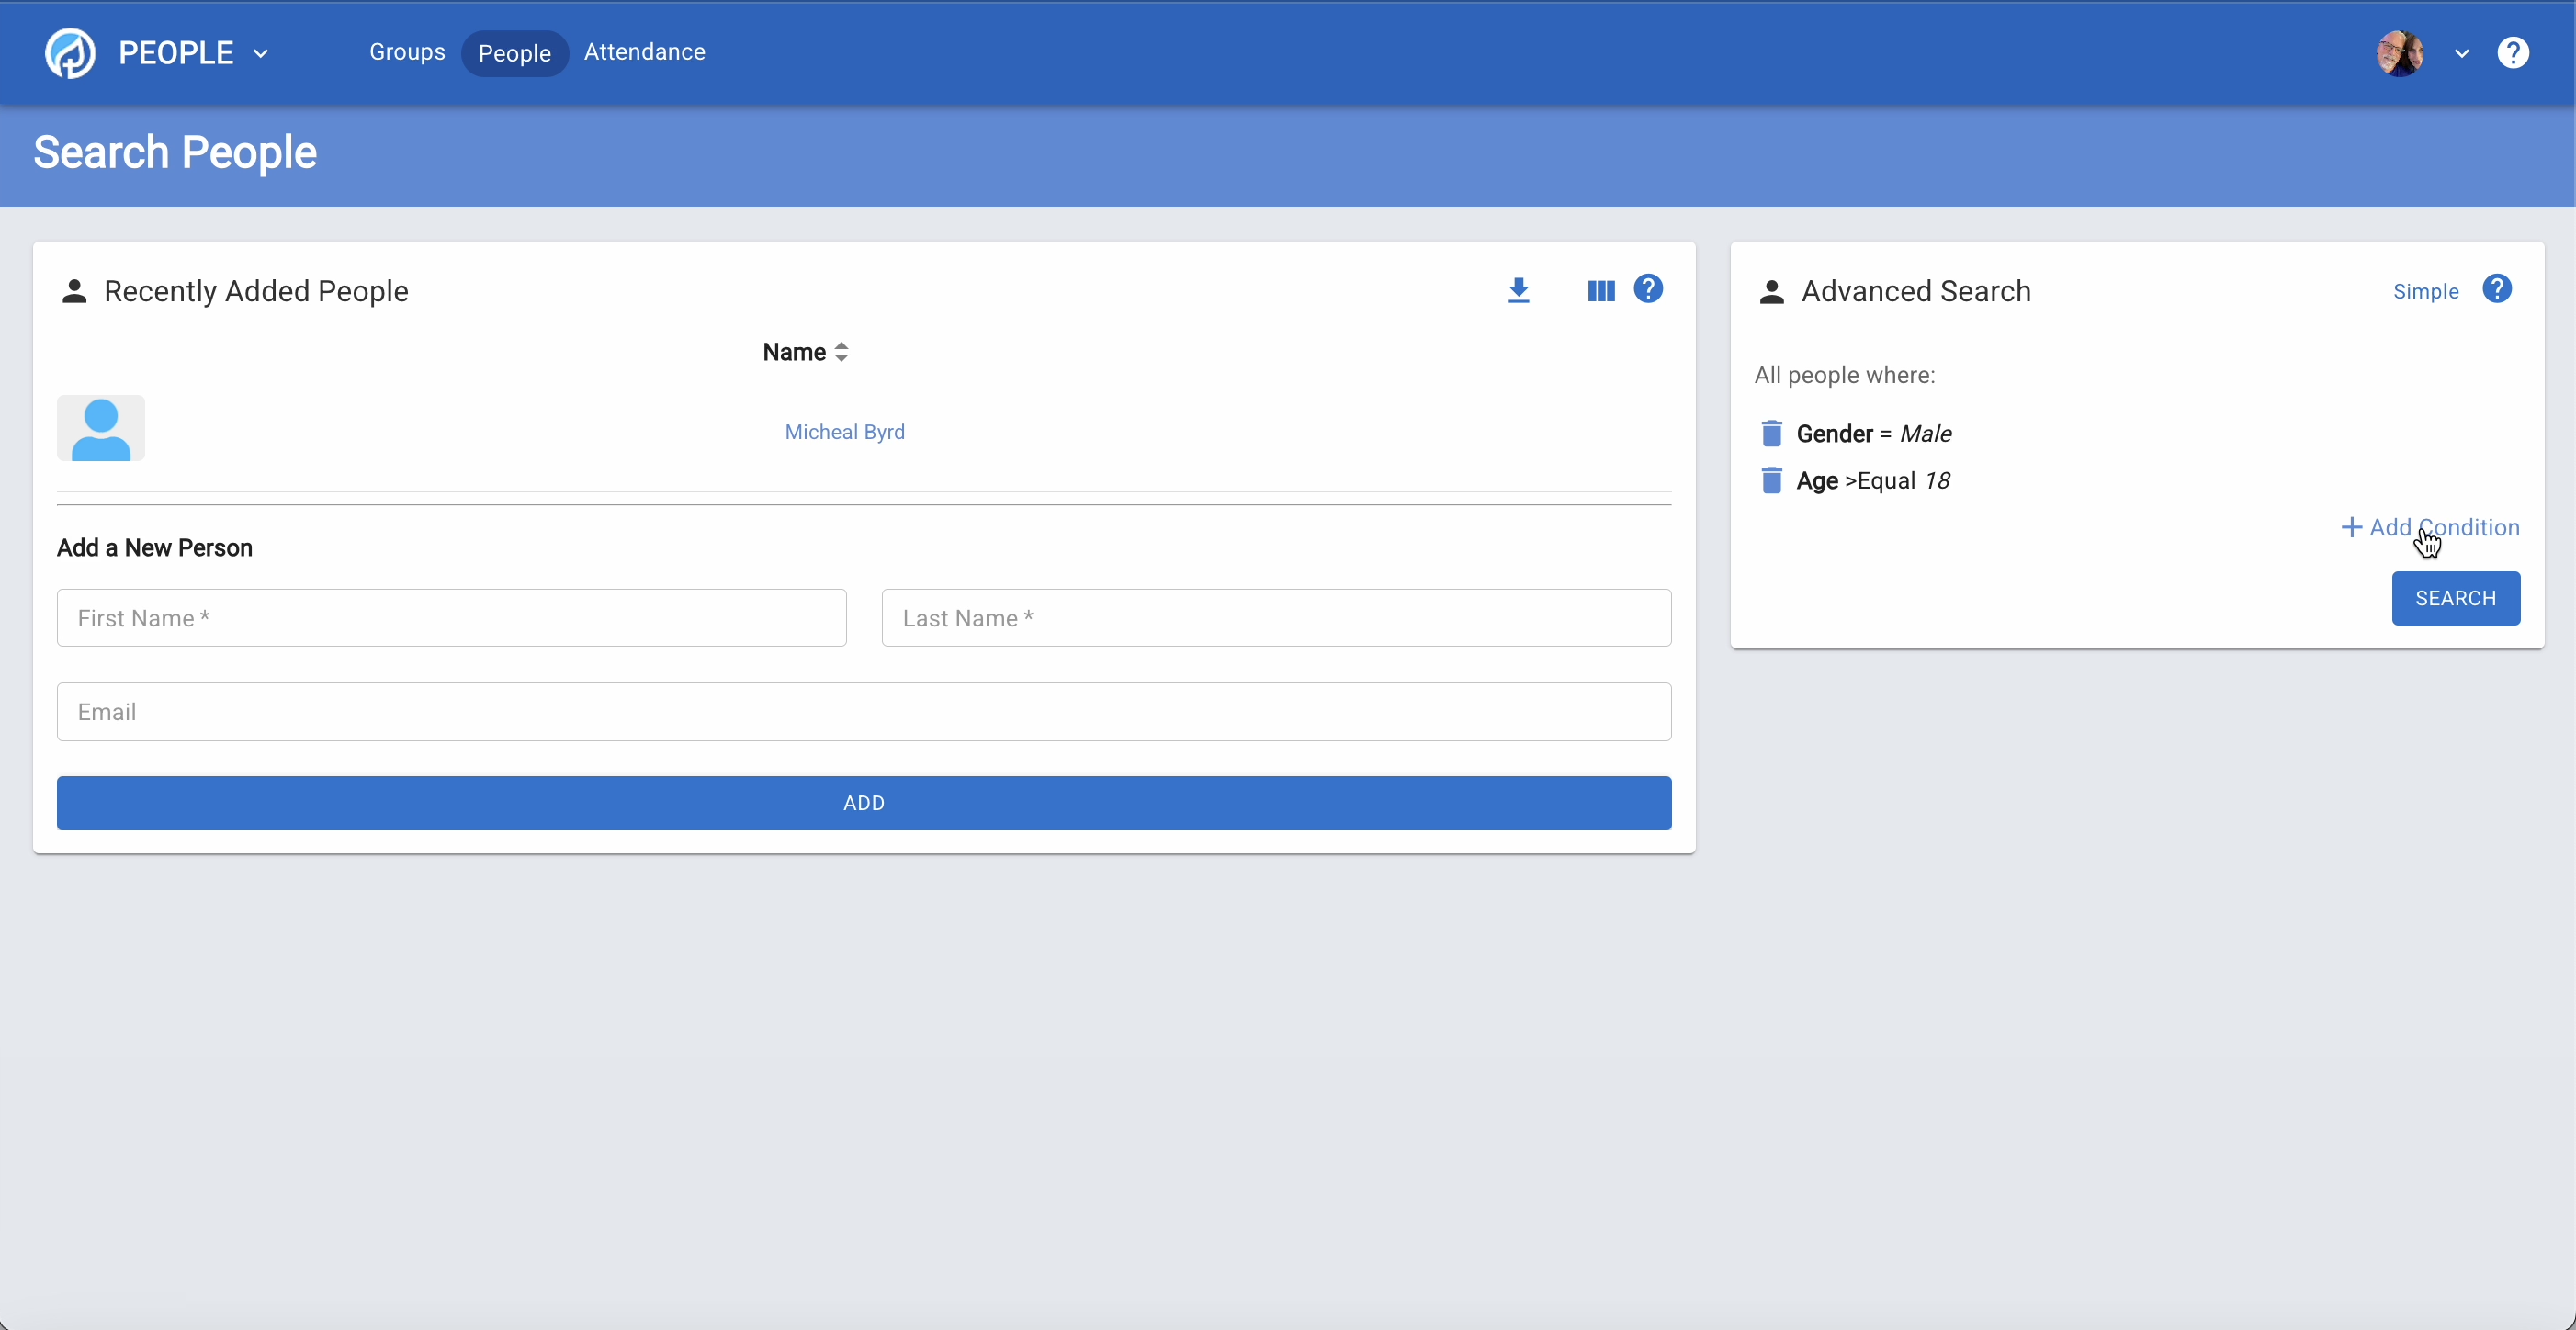 PEOPLE
Groups
People
Attendance
?
Search People
Recently Added People
?
Name
Micheal Byrd
Add a New Person
First Name *
Last Name *
Email
ADD
Advanced Search
Simple
?
All people where:
Gender = Male
Age >Equal 18
+ Add Condition
SEARCH